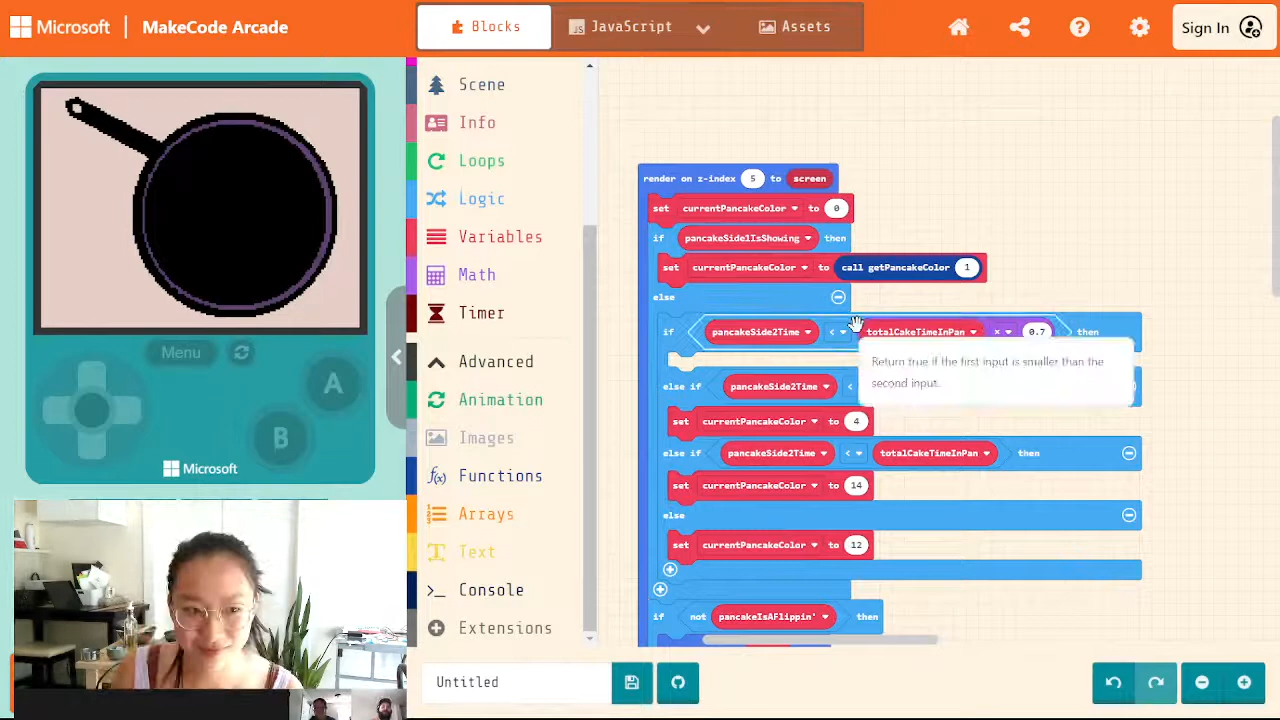 Microsoft | MakeCode Arcade
Blocks
JavaScript
Assets
Sign In
Scene
Info
Loops
Logic
Variables
Math
Timer
Advanced
Animation
Images
Functions
Arrays
Text
Console
Extensions
Menu
A
B
Microsoft
render on z-index 5 to screen
set currentPancakeColor to 0
if pancakeSide1IsShowing then
set currentPancakeColor to call getPancakeColor 1
else
if pancakeSide2Time < totalCakeTimeInPan × 0.7 then
Return true if the first input is smaller than the
second input.
else if pancakeSide2Time <
set currentPancakeColor to 4
else if pancakeSide2Time < totalCakeTimeInPan then
set currentPancakeColor to 14
else
set currentPancakeColor to 12
if not pancakeIsAFlippin' then
Untitled